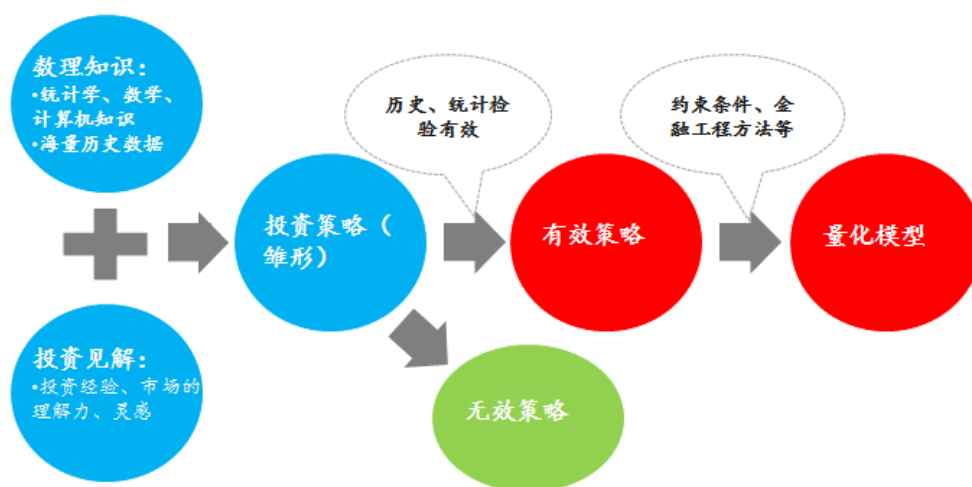 数理知识：
•统计学、数学、
计算机知识
•海量历史数据
投资见解：
•投资经验、市场的
理解力、灵感
投资策略（
雏形）
历史、统计检
验有效
有效策略
无效策略
约束条件、金
融工程方法等
量化模型